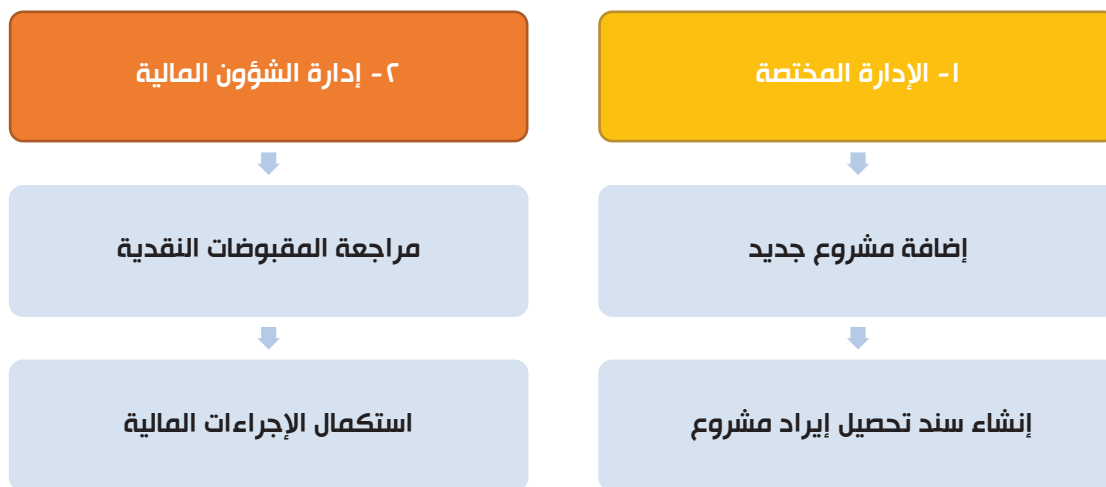 ١- الإدارة المختصة
إضافة مشروع جديد
إنشاء سند تحصيل إيراد مشروع
٢- إدارة الشؤون المالية
مراجعة المقبوضات النقدية
استكمال الإجراءات المالية